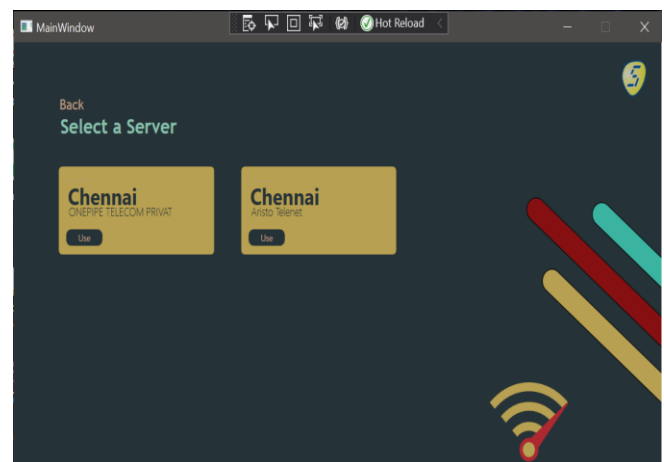 MainWindow
Hot Reload
Back
Select a Server
Chennai
ONEPIPE TELECOM PRIVAT
Use
Chennai
Aristo Telenet
Use